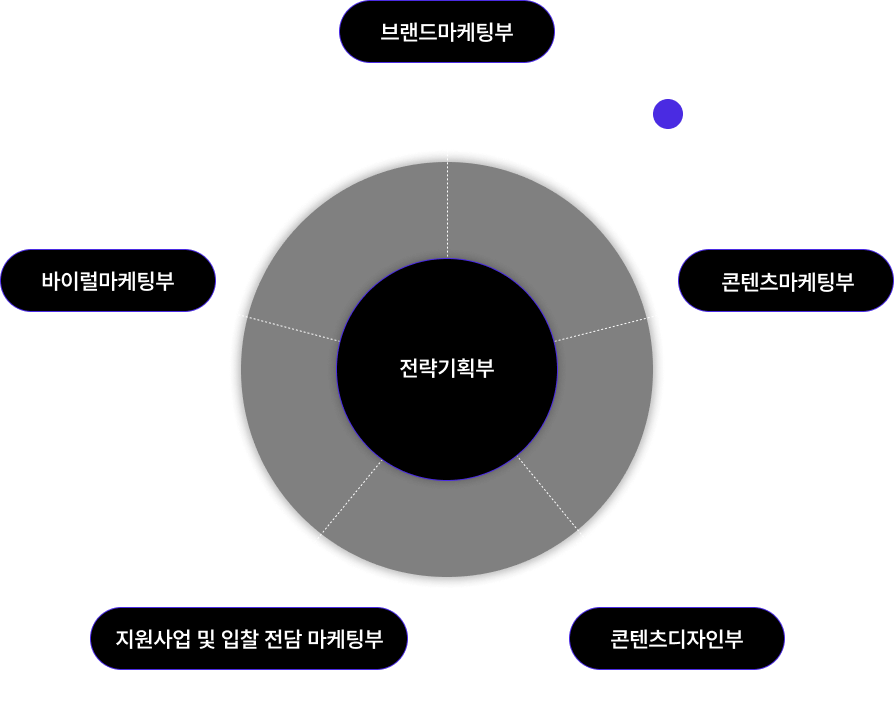 브랜드마케팅부
바이럴마케팅부
콘텐츠마케팅부
전략기획부
지원사업 및 입찰 전담 마케팅부
콘텐츠디자인부